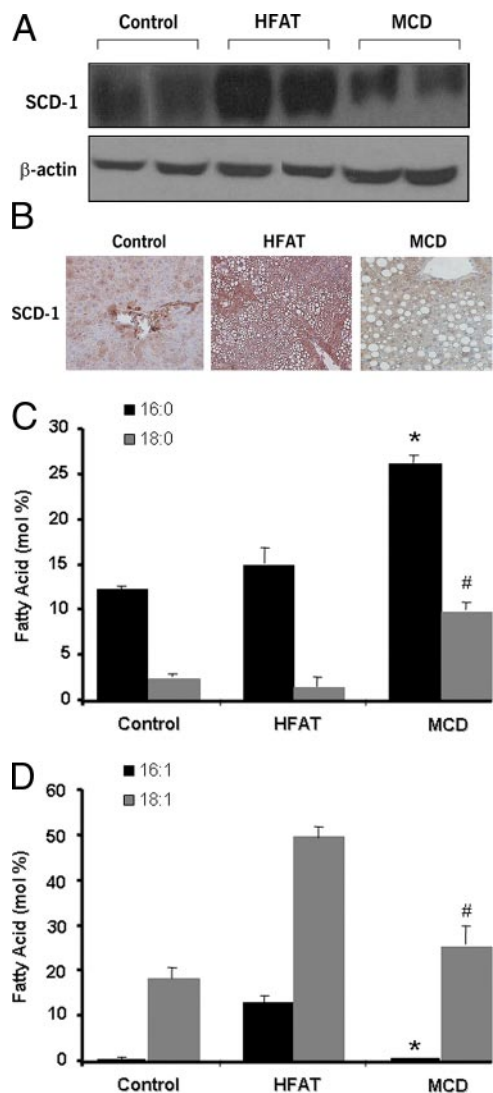 A
Control HFAT MCD
SCD-1
β-actin
B
Control HFAT MCD
SCD-1
C
16:0
18:0
*
#
Fatty Acid (mol %)
30
25
20
15
10
5
0
Control HFAT MCD
D
16:1
18:1
#
*
Fatty Acid (mol %)
60
50
40
30
20
10
0
Control HFAT MCD